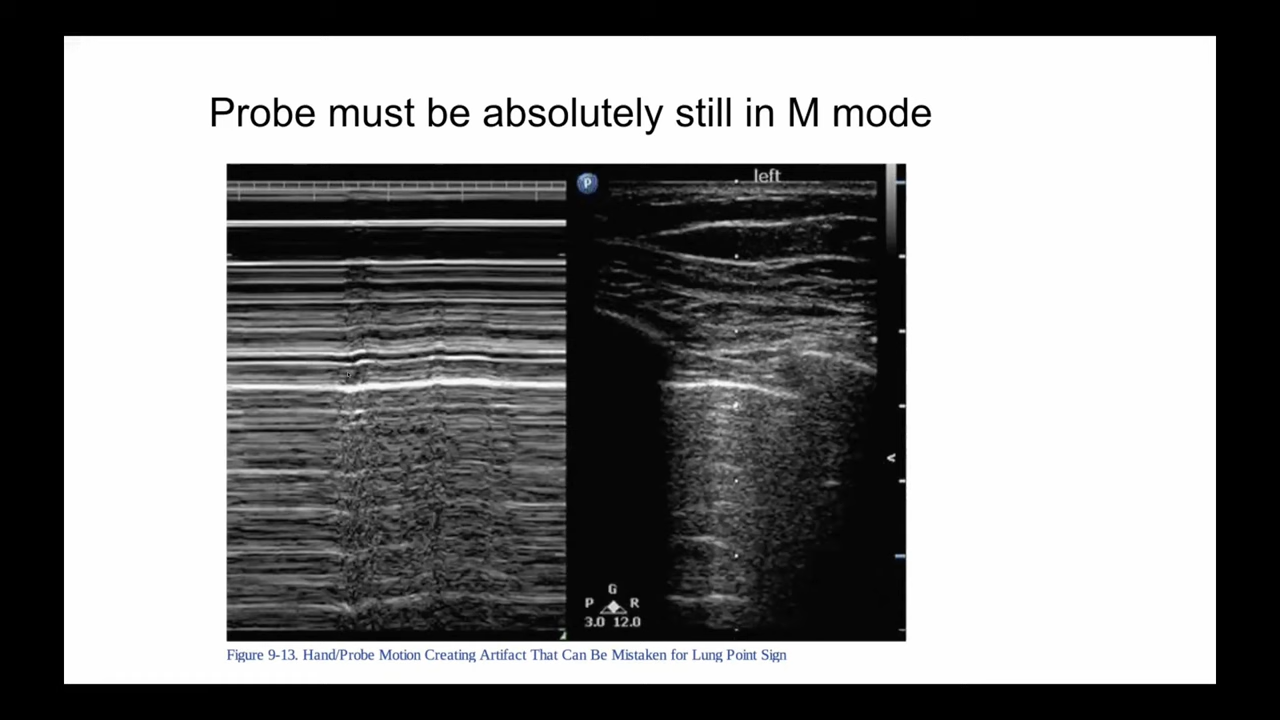 Probe must be absolutely still in M mode
P
left
<
G
P R
3.0 12.0
Figure 9-13. Hand/Probe Motion Creating Artifact That Can Be Mistaken for Lung Point Sign